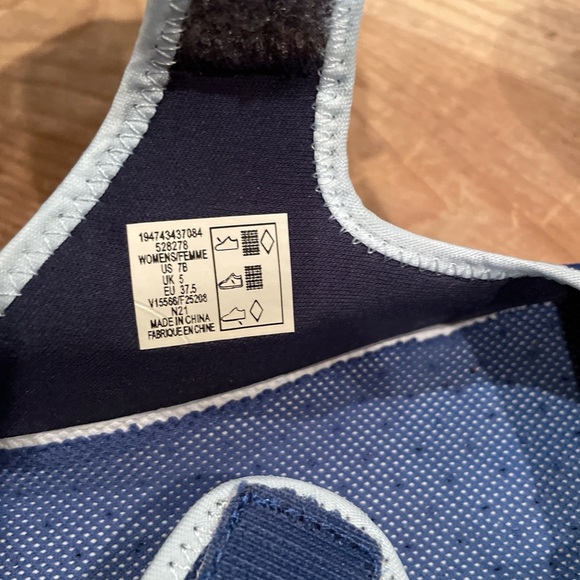 194743437084
528278
WOMENS/FEMME
US 7B
UK 5
EU 37.5
V15566/F25208
N21
MADE IN CHINA
FABRIQUE EN CHINE